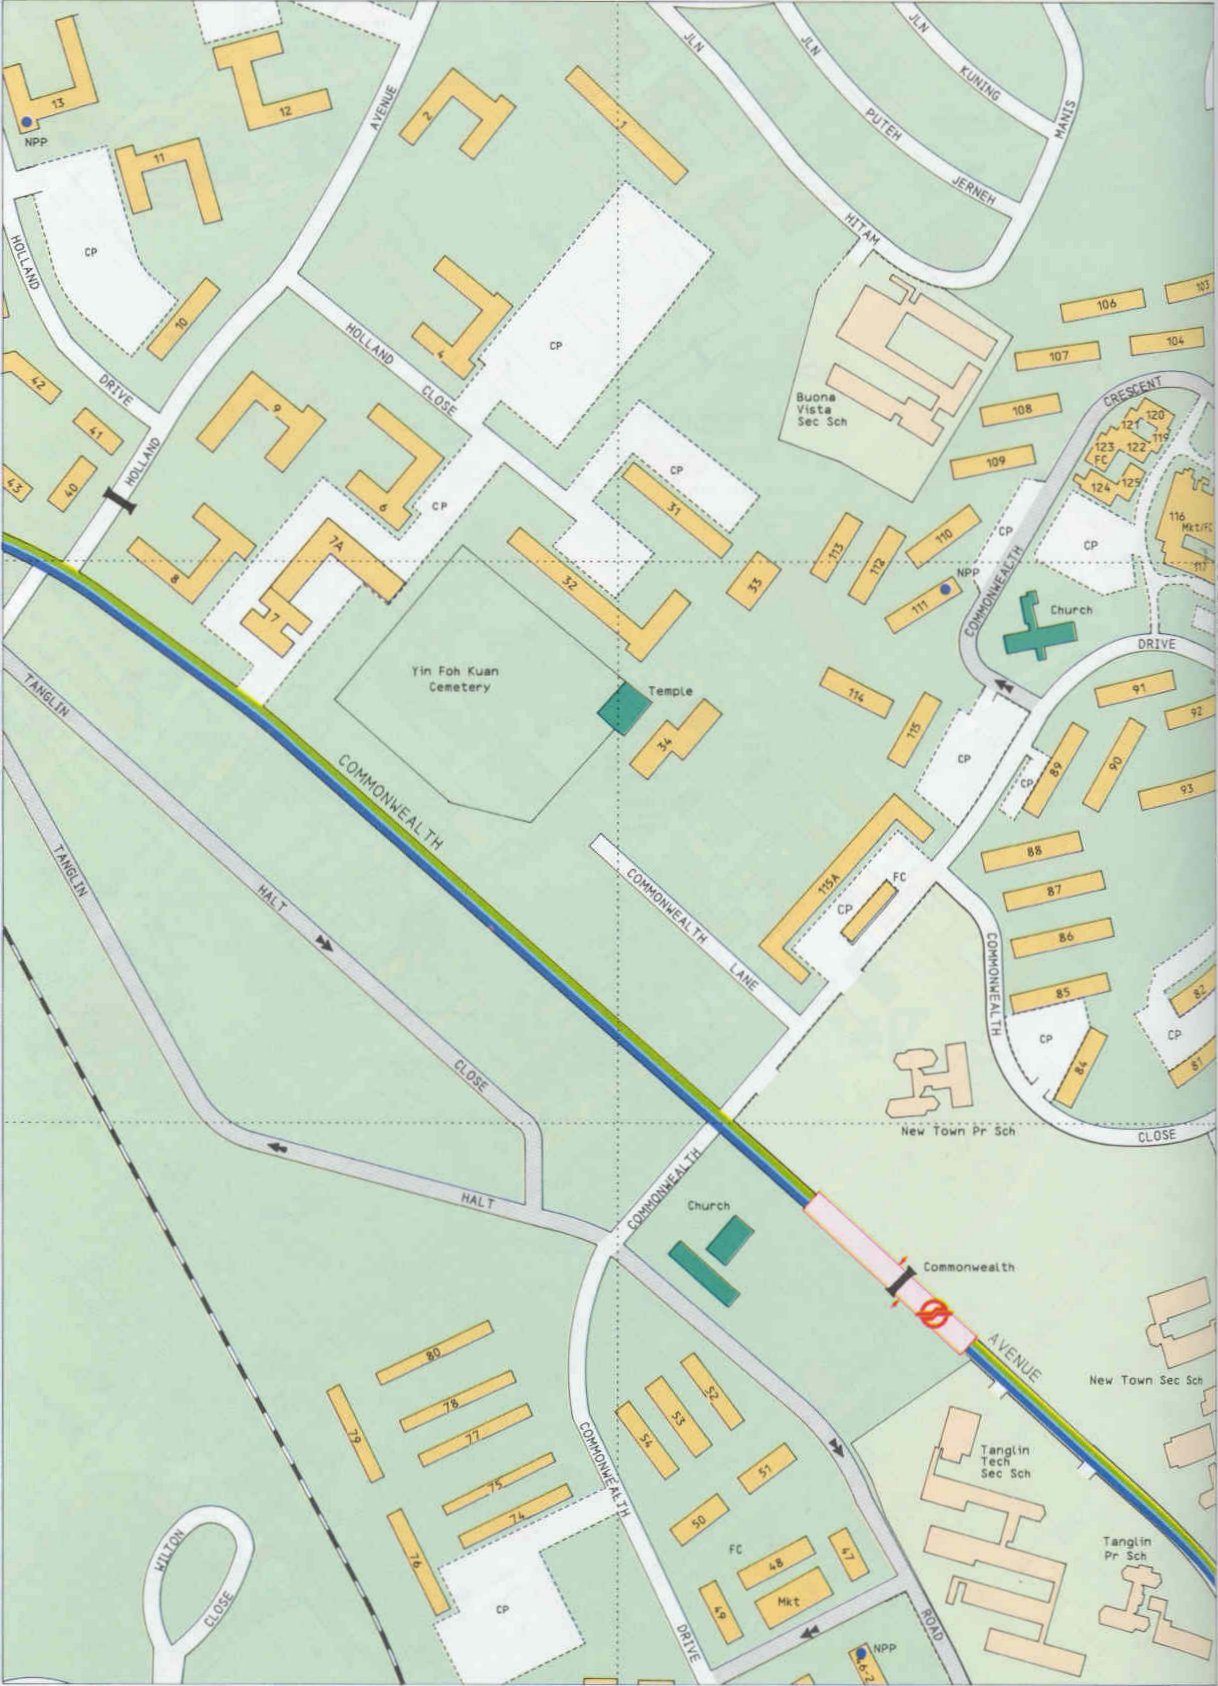 JLN
JLN
JLN
KUNING
PUTEH
JERNEH
MANIS
HITAM
AVENUE
13
NPP
12
11
2
1
CP
HOLLAND
10
4
CP
HOLLAND
CLOSE
DRIVE
42
41
43
40
HOLLAND
9
6
CP
8
7A
7
CP
31
32
33
Buona
Vista
Sec Sch
106
103
107
104
108
109
CRESCENT
121
120
123
122
119
FC
124
125
116
Mkt/FC
117
CP
CP
110
113
112
NPP
111
COMMONWEALTH
Church
DRIVE
91
92
114
115
CP
CP
89
90
93
Yin Foh Kuan
Cemetery
Temple
34
TANGLIN
COMMONWEALTH
TANGLIN
HALT
COMMONWEALTH
LANE
115A
FC
CP
88
87
86
85
COMMONWEALTH
82
CP
CP
84
81
CLOSE
CLOSE
New Town Pr Sch
HALT
COMMONWEALTH
Church
Commonwealth
AVENUE
New Town Sec Sch
80
78
77
79
75
74
76
CP
COMMONWEALTH
52
53
54
51
50
FC
48
47
49
Mkt
Tanglin
Tech
Sec Sch
Tanglin
Pr Sch
WILTON
CLOSE
DRIVE
ROAD
NPP
46-2